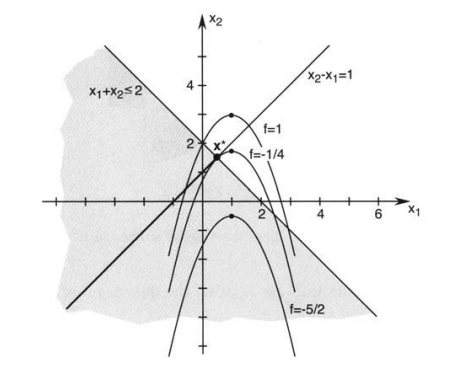 x₂
x₂-x₁=1
4
x₁+x₂≤2
f=1
2
x*
f=-1/4
2
4
6
x₁
f=-5/2